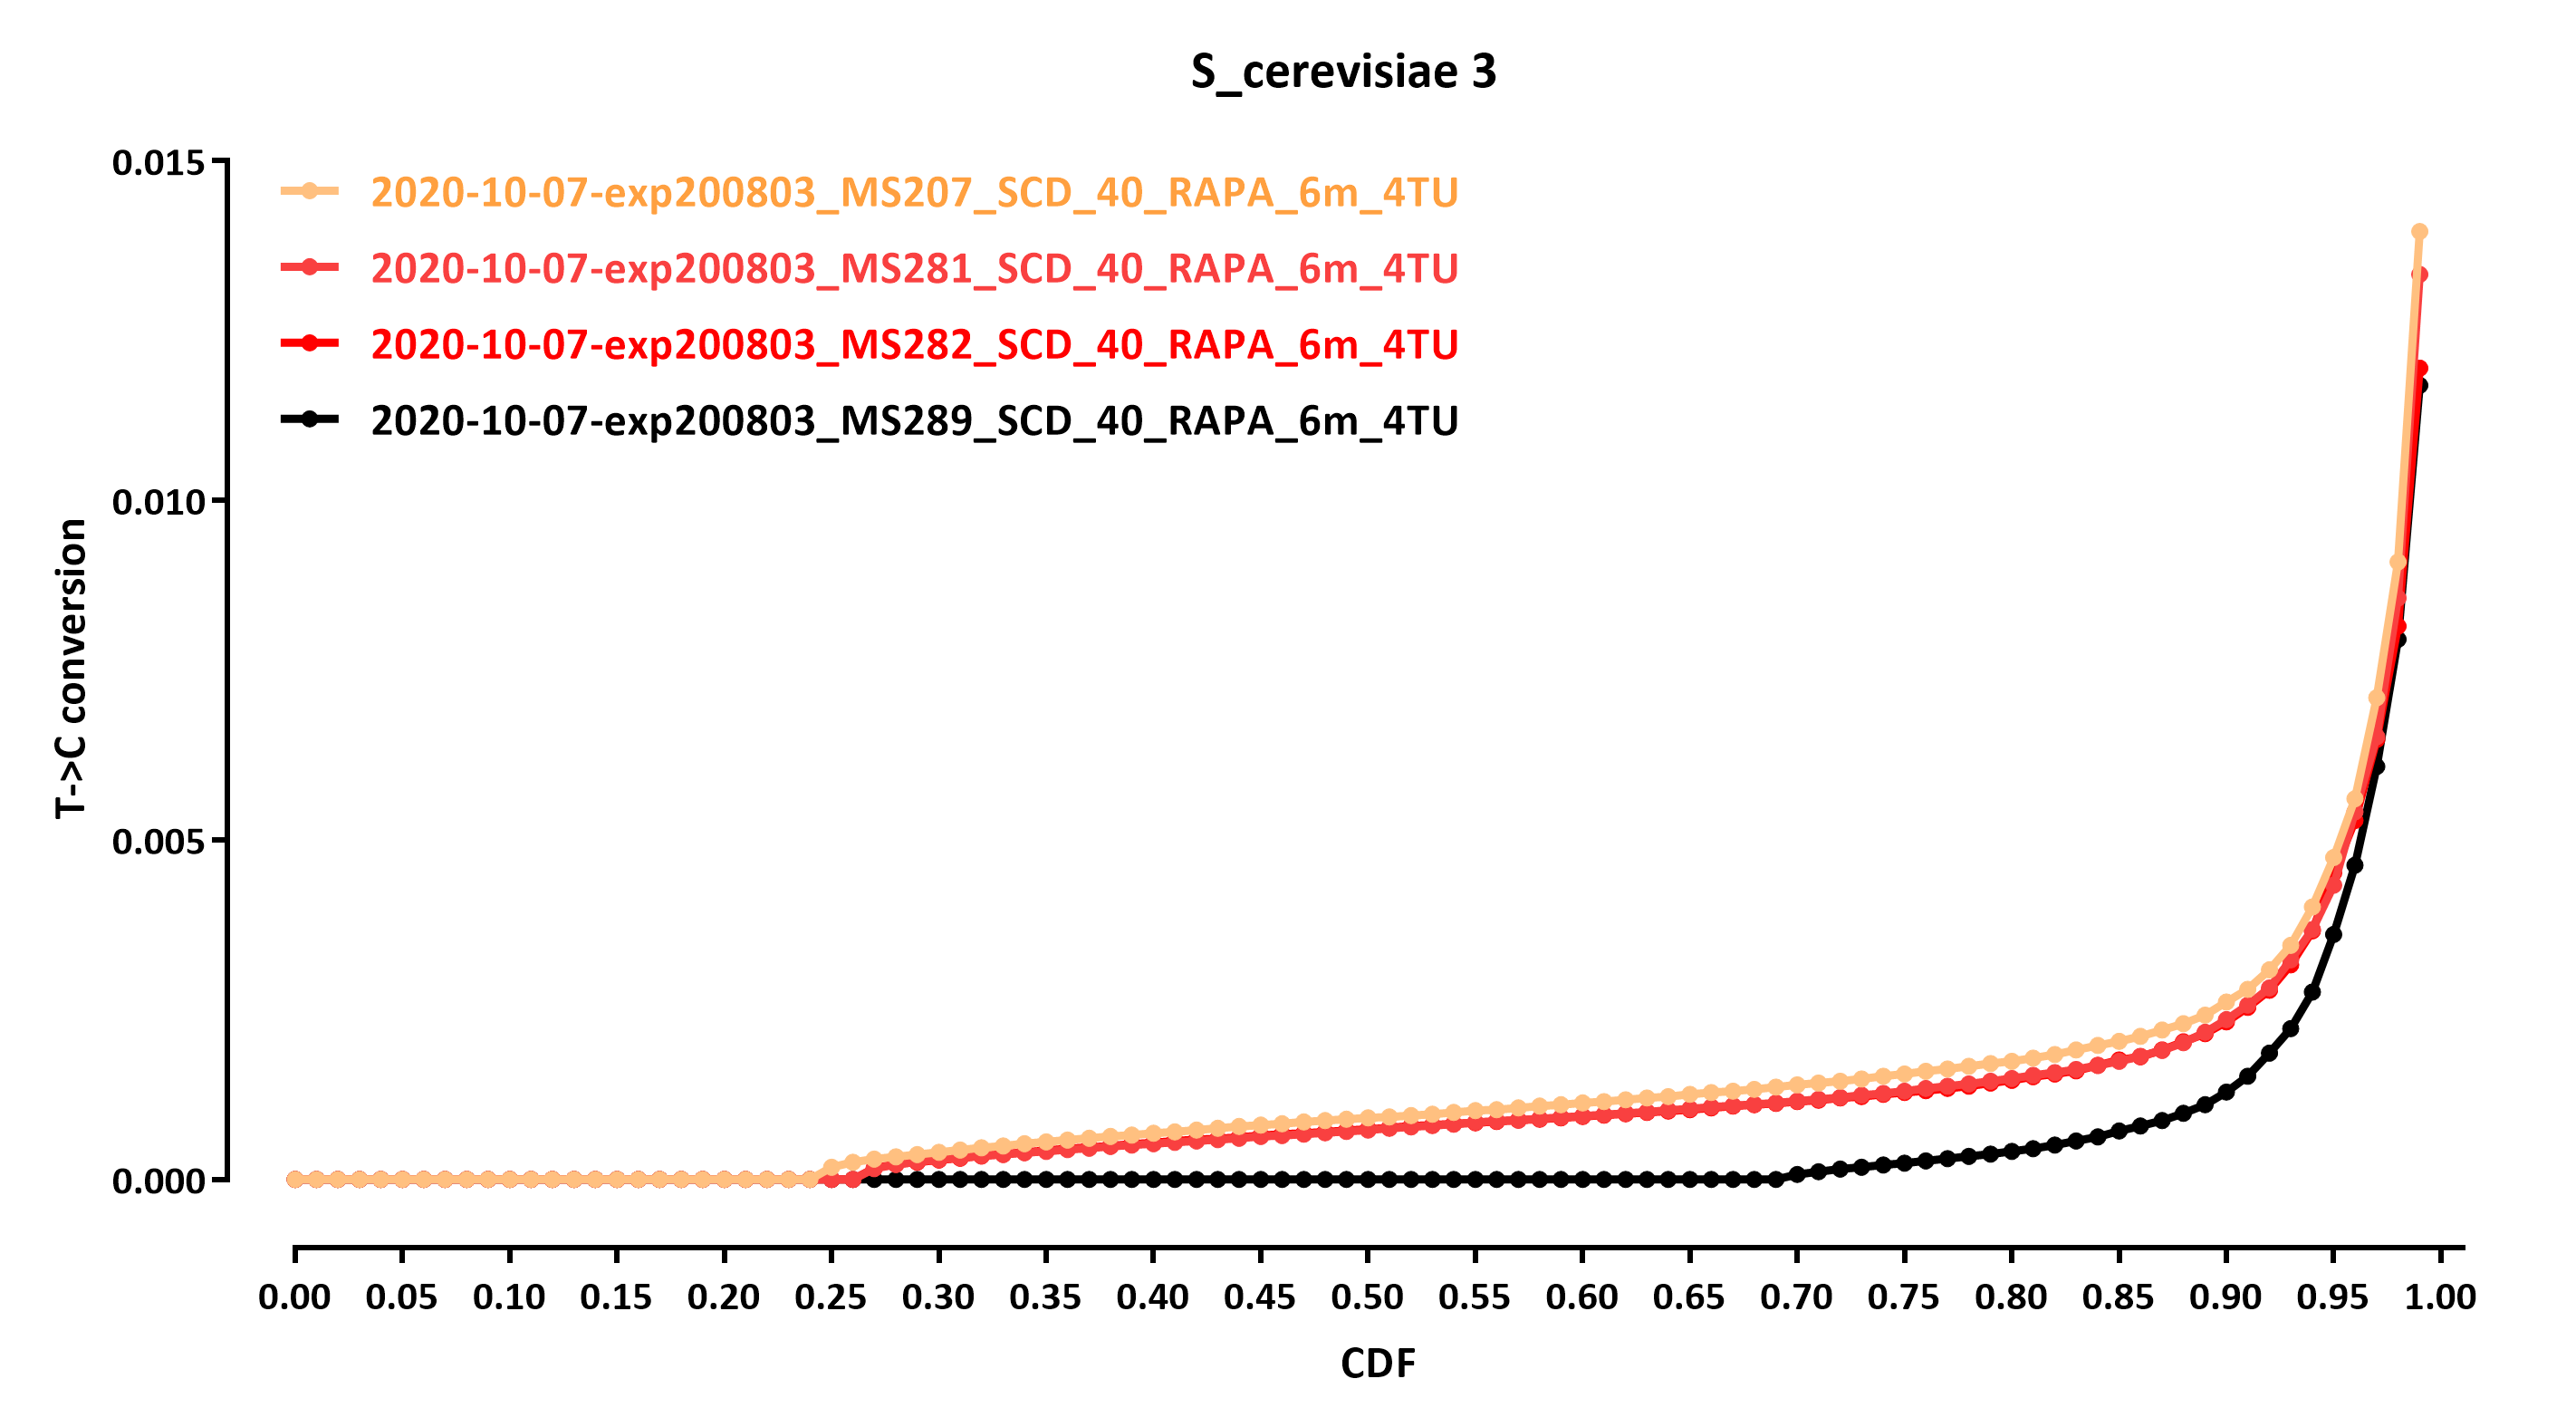 S_cerevisiae 3
0.015
0.010
0.005
0.000
T->C conversion
2020-10-07-exp200803_MS207_SCD_40_RAPA_6m_4TU
2020-10-07-exp200803_MS281_SCD_40_RAPA_6m_4TU
2020-10-07-exp200803_MS282_SCD_40_RAPA_6m_4TU
2020-10-07-exp200803_MS289_SCD_40_RAPA_6m_4TU
0.00 0.05 0.10 0.15 0.20 0.25 0.30 0.35 0.40 0.45 0.50 0.55 0.60 0.65 0.70 0.75 0.80 0.85 0.90 0.95 1.00
CDF